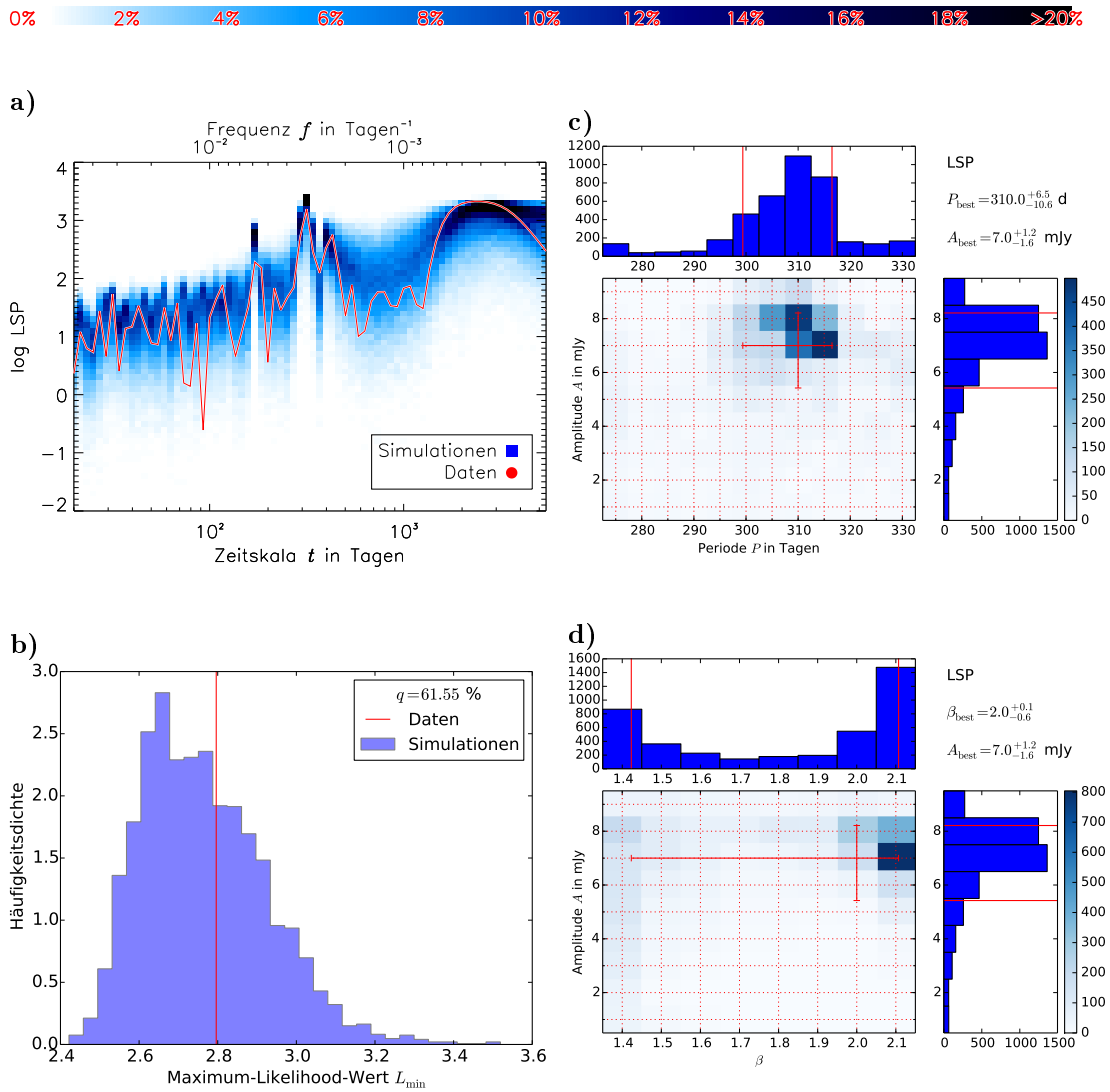 0% 2% 4% 6% 8% 10% 12% 14% 16% 18% >20%
a)
Frequenz f in Tagen⁻¹
10⁻² 10⁻³
4
3
2
1
0
−1
−2
log LSP
Simulationen
Daten
10² 10³
Zeitskala t in Tagen
b)
3.0
2.5
2.0
1.5
1.0
0.5
0.0
Häufigkeitsdichte
q=61.55 %
Daten
Simulationen
2.4 2.6 2.8 3.0 3.2 3.4 3.6
Maximum-Likelihood-Wert L_min
c)
1200
1000
800
600
400
200
0
280 290 300 310 320 330
LSP
P_best=310.0^{+6.5}_{−10.6} d
A_best=7.0^{+1.2}_{−1.6} mJy
8
6
4
2
Amplitude A in mJy
280 290 300 310 320 330
Periode P in Tagen
8
6
4
2
0 500 1000 1500
450
400
350
300
250
200
150
100
50
0
d)
1600
1400
1200
1000
800
600
400
200
0
1.4 1.5 1.6 1.7 1.8 1.9 2.0 2.1
LSP
β_best=2.0^{+0.1}_{−0.6}
A_best=7.0^{+1.2}_{−1.6} mJy
8
6
4
2
Amplitude A in mJy
1.4 1.5 1.6 1.7 1.8 1.9 2.0 2.1
β
8
6
4
2
0 500 1000 1500
800
700
600
500
400
300
200
100
0